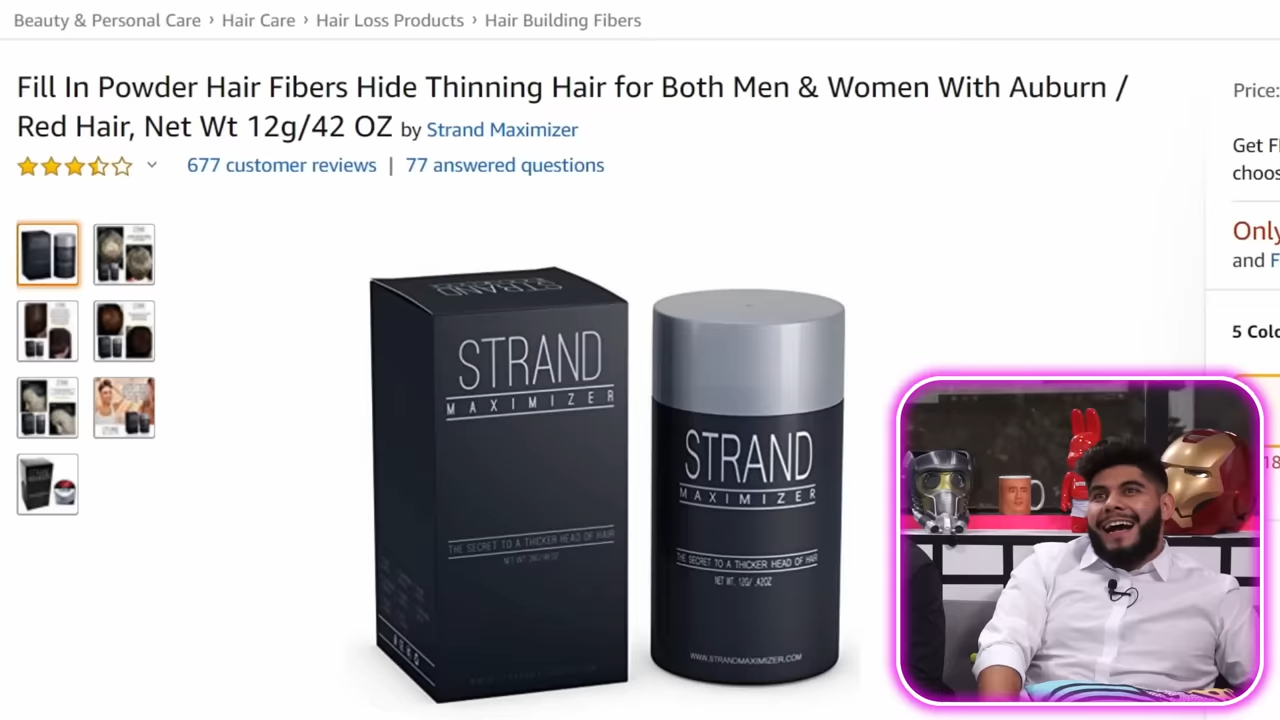 Beauty & Personal Care › Hair Care › Hair Loss Products › Hair Building Fibers
Fill In Powder Hair Fibers Hide Thinning Hair for Both Men & Women With Auburn /
Red Hair, Net Wt 12g/42 OZ by Strand Maximizer
677 customer reviews | 77 answered questions
Price:
Get
choos
Only
and F
5 Colo
18
STRAND
MAXIMIZER
THE SECRET TO A THICKER HEAD OF HAIR
STRAND
MAXIMIZER
THE SECRET TO A THICKER HEAD OF HAIR
NET WT. 12G/ .42OZ
WWW.STRANDMAXIMIZER.COM